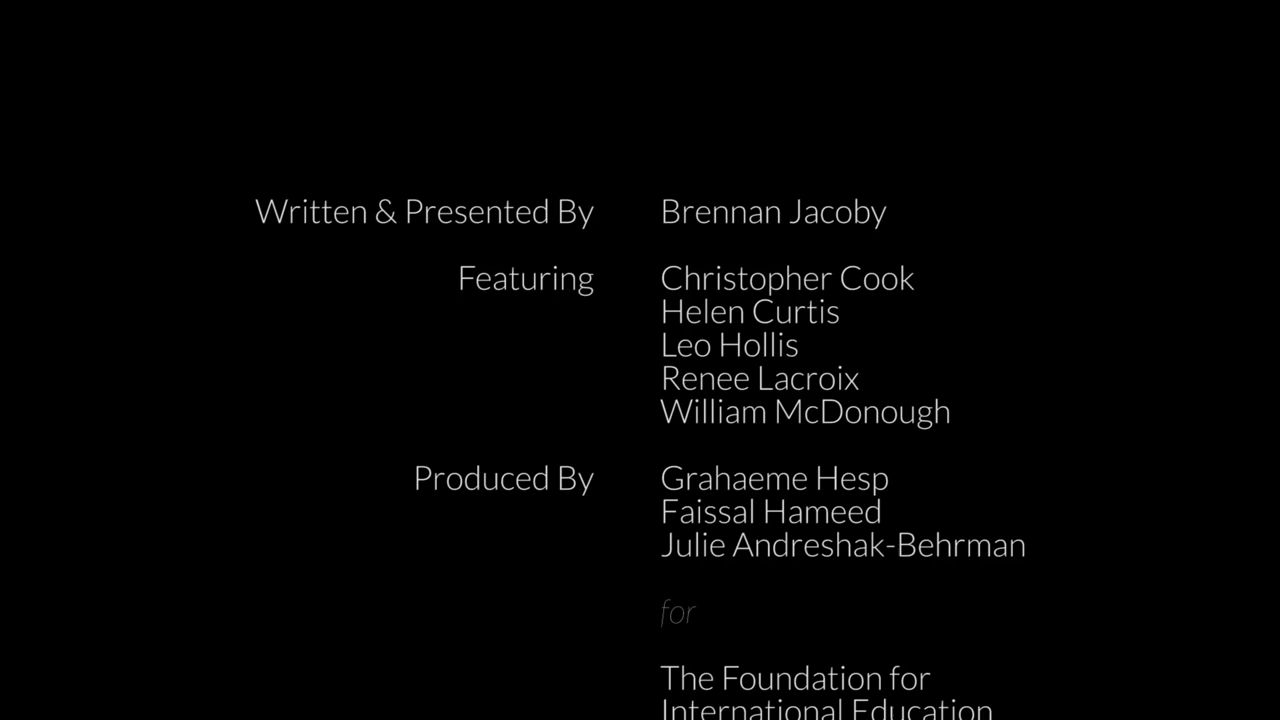 Written & Presented By Brennan Jacoby
Featuring Christopher Cook
Helen Curtis
Leo Hollis
Renee Lacroix
William McDonough
Produced By Grahaeme Hesp
Faissal Hameed
Julie Andreshak-Behrman
for
The Foundation for
International Education